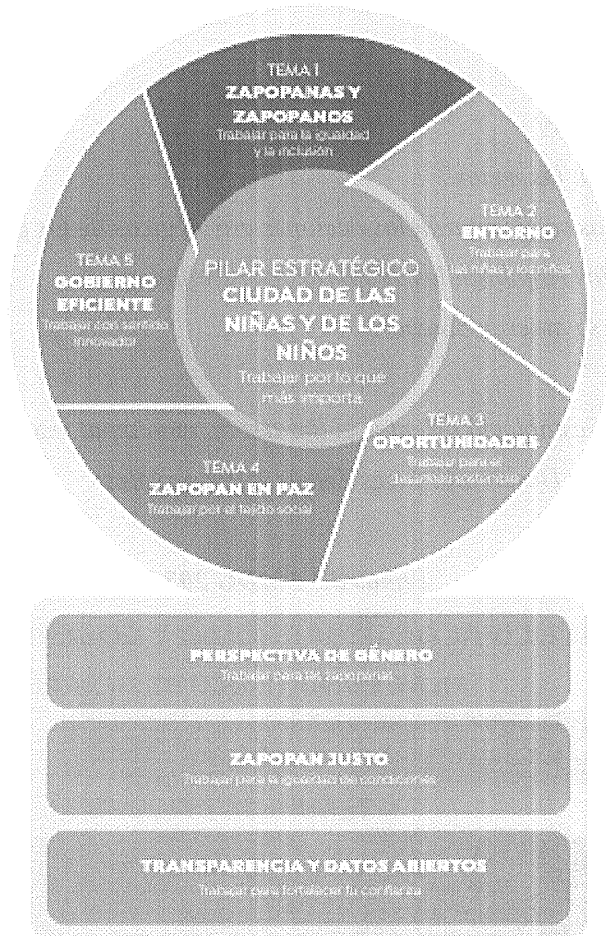 TEMA 1
ZAPOPANAS Y
ZAPOPANOS
Trabajar para la igualdad
y la inclusión
TEMA 2
ENTORNO
Trabajar para
las niñas y los niños
TEMA 5
GOBIERNO
EFICIENTE
Trabajar con sentido
innovador
PILAR ESTRATÉGICO
CIUDAD DE LAS
NIÑAS Y DE LOS
NIÑOS
Trabajar por lo que
más importa
TEMA 3
OPORTUNIDADES
Trabajar para el
desarrollo sostenible
TEMA 4
ZAPOPAN EN PAZ
Trabajar por el tejido social
PERSPECTIVA DE GÉNERO
Trabajar para las zapopanas
ZAPOPAN JUSTO
Trabajar para la igualdad de condiciones
TRANSPARENCIA Y DATOS ABIERTOS
Trabajar para fortalecer tu confianza